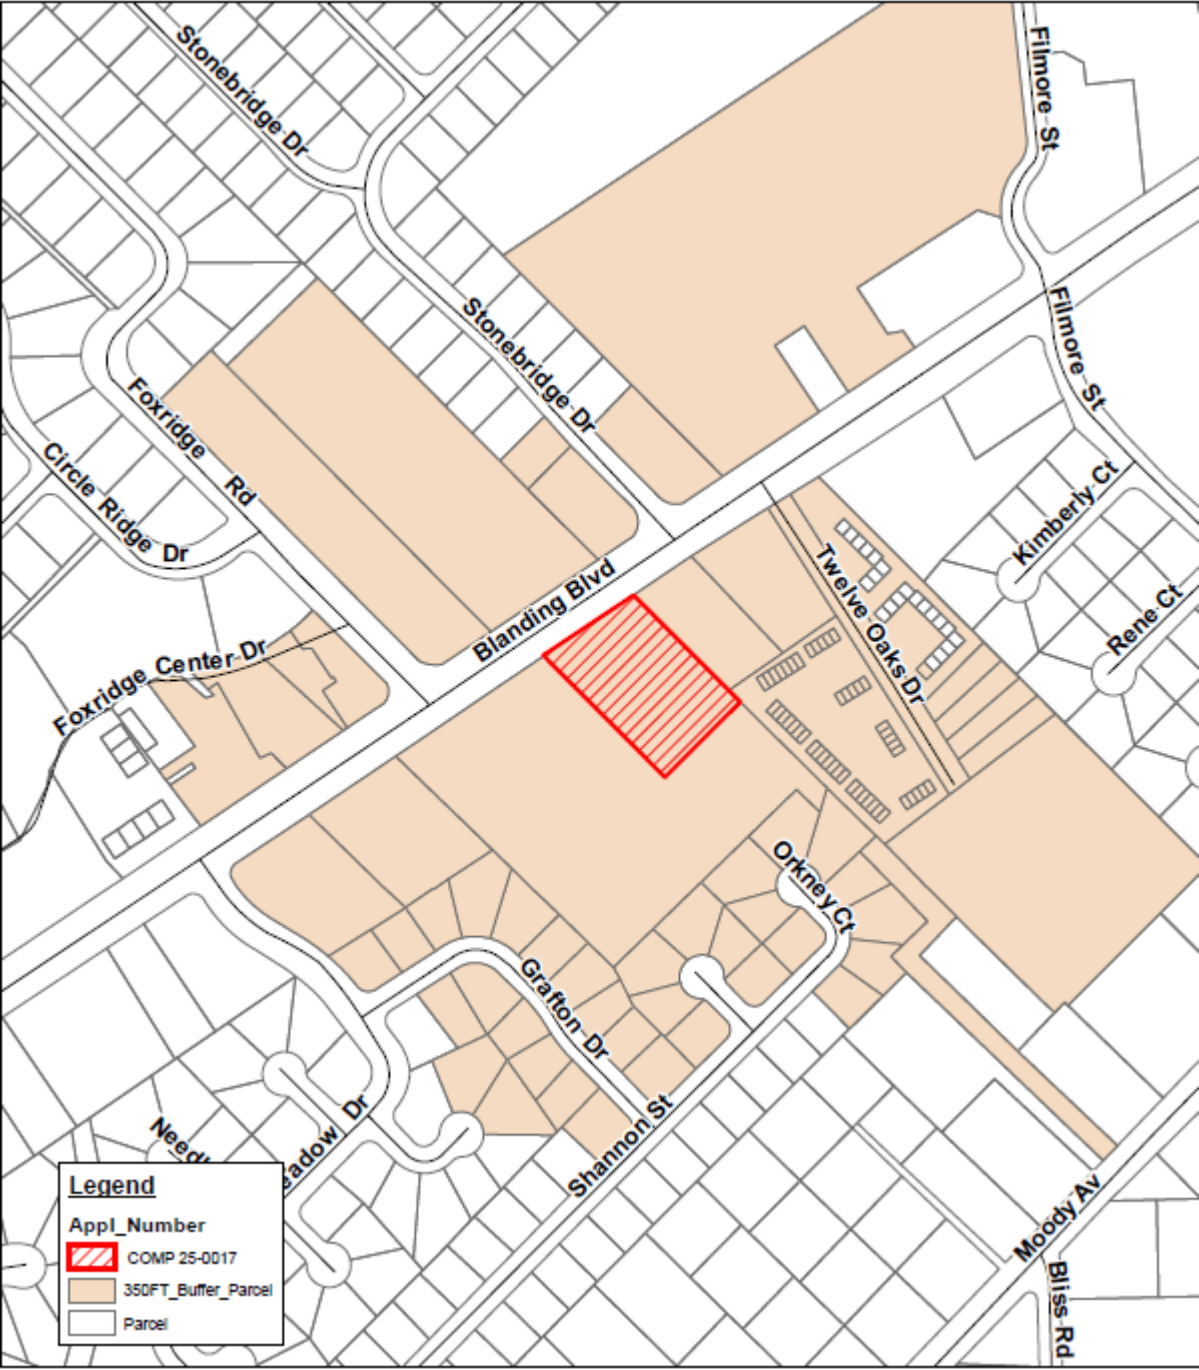 Stonebridge Dr
Filmore St
Stonebridge Dr
Filmore St
Foxridge Rd
Circle Ridge Dr
Kimberly Ct
Twelve Oaks Dr
Rene Ct
Blanding Blvd
Foxridge Center Dr
Orkney Ct
Grafton Dr
Shannon St
Moody Av
Bliss Rd
Legend
Appl_Number
COMP 25-0017
350FT_Buffer_Parcel
Parcel